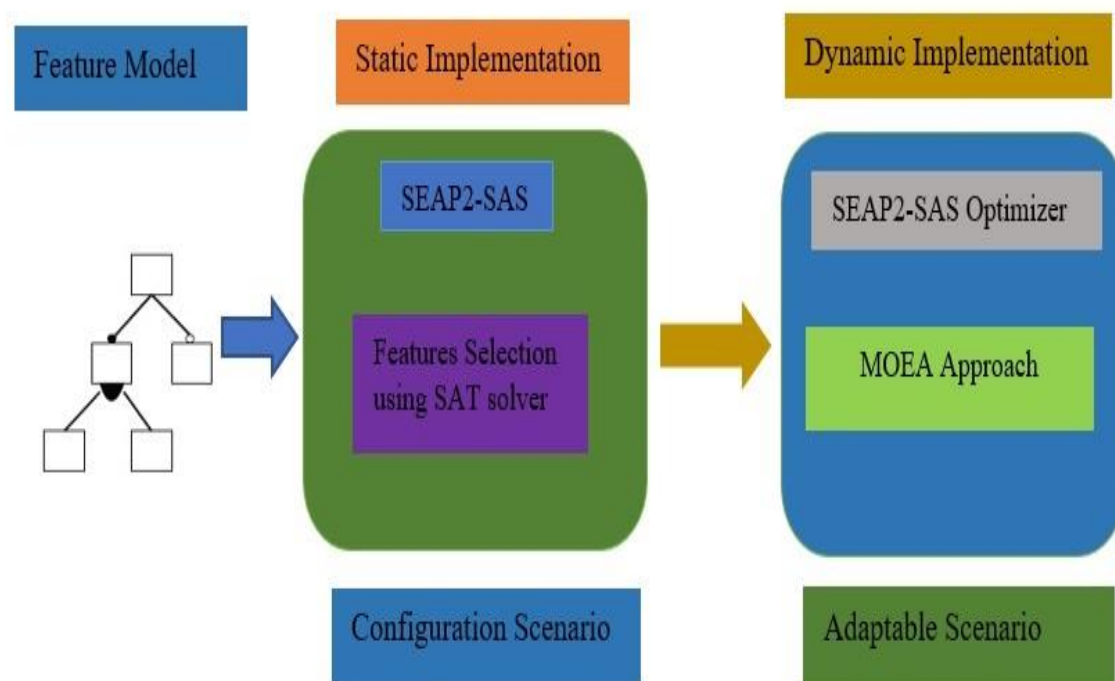 Feature Model
Static Implementation
Dynamic Implementation
SEAP2-SAS
Features Selection
using SAT solver
SEAP2-SAS Optimizer
MOEA Approach
Configuration Scenario
Adaptable Scenario